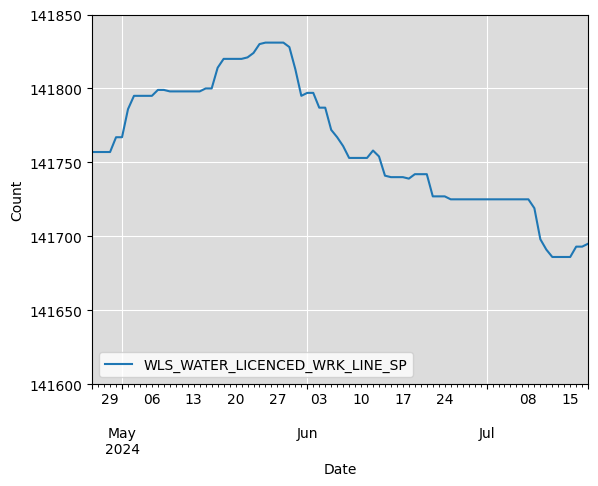 141850
141800
141750
141700
141650
141600
Count
WLS_WATER_LICENCED_WRK_LINE_SP
29 06 13 20 27 03 10 17 24 08 15
May Jun Jul
2024
Date